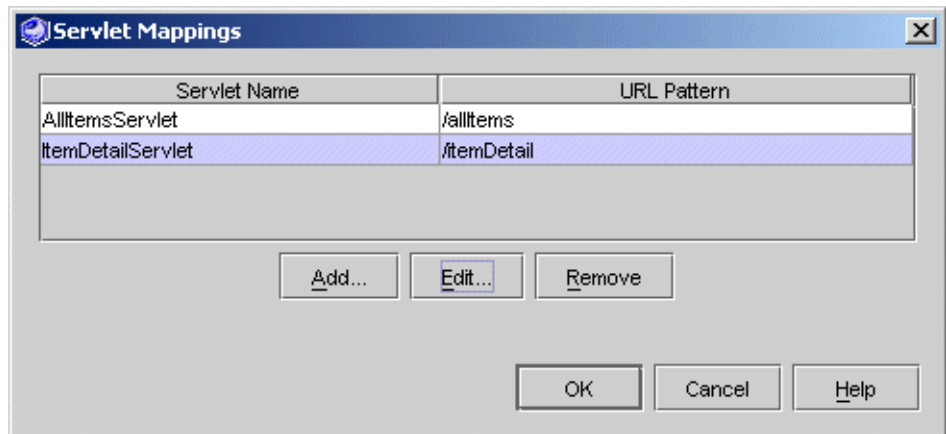 Servlet Mappings
Servlet Name URL Pattern
AllItemsServlet /allItems
ItemDetailServlet /itemDetail
Add... Edit... Remove
OK Cancel Help